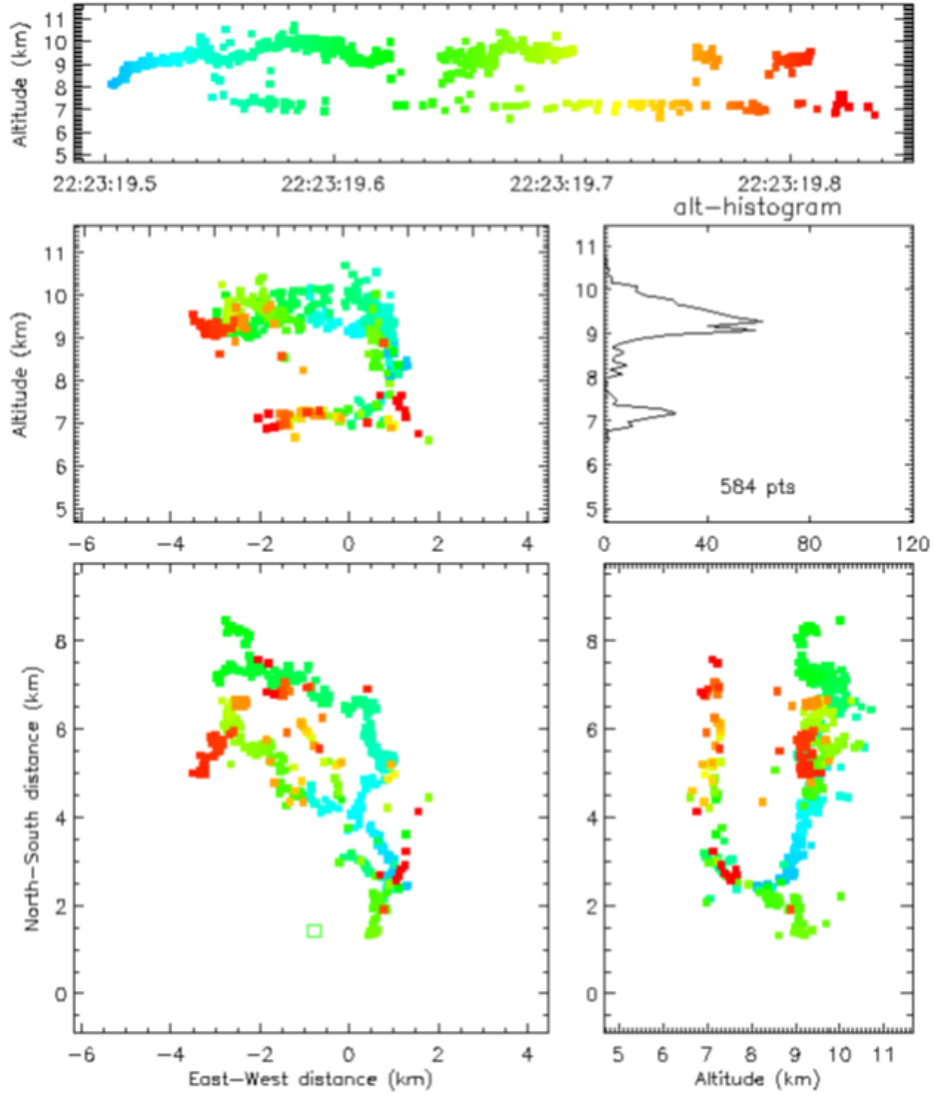 11
10
9
8
7
6
5
Altitude (km)
22:23:19.5 22:23:19.6 22:23:19.7 22:23:19.8
alt-histogram
11
10
9
8
7
6
5
Altitude (km)
-6 -4 -2 0 2 4
11
10
9
8
7
6
5
584 pts
0 40 80 120
8
6
4
2
0
North-South distance (km)
-6 -4 -2 0 2 4
East-West distance (km)
8
6
4
2
0
5 6 7 8 9 10 11
Altitude (km)